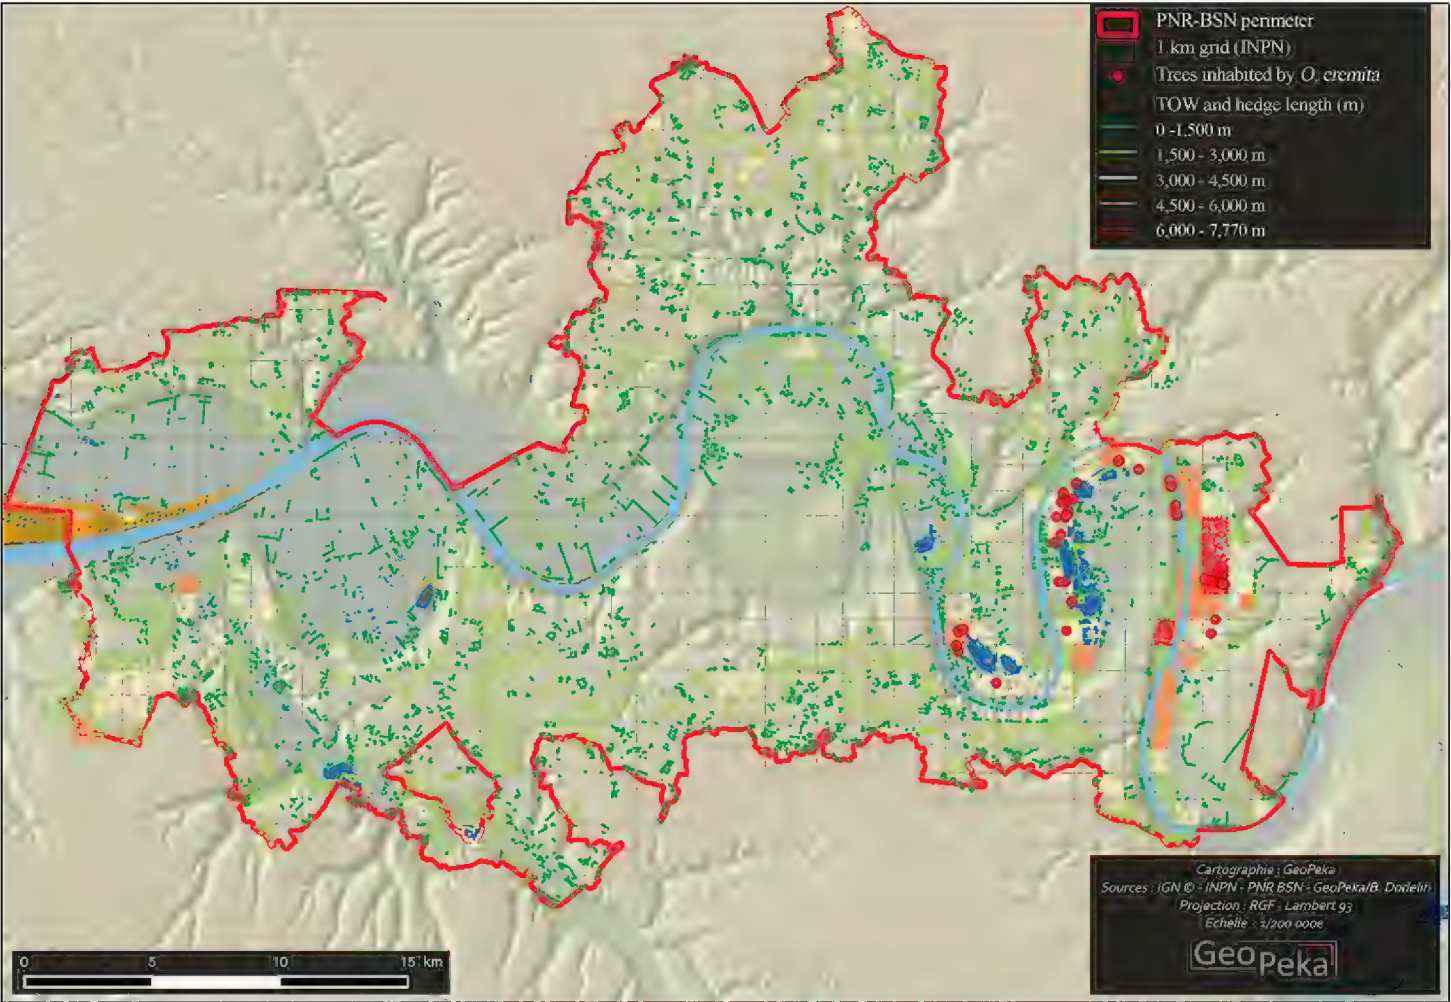 PNR-BSN perimeter
1 km grid (INPN)
Trees inhabited by O. eremita
TOW and hedge length (m)
0 -1,500 m
1,500 - 3,000 m
3,000 - 4,500 m
4,500 - 6,000 m
6,000 - 7,770 m
Cartographie : GeoPeka
Sources : IGN © - INPN - PNR BSN - GeoPeka/B. Dodelin
Projection : RGF - Lambert 93
Echelle : 1/200 000e
GeoPeka
0 5 10 15 km